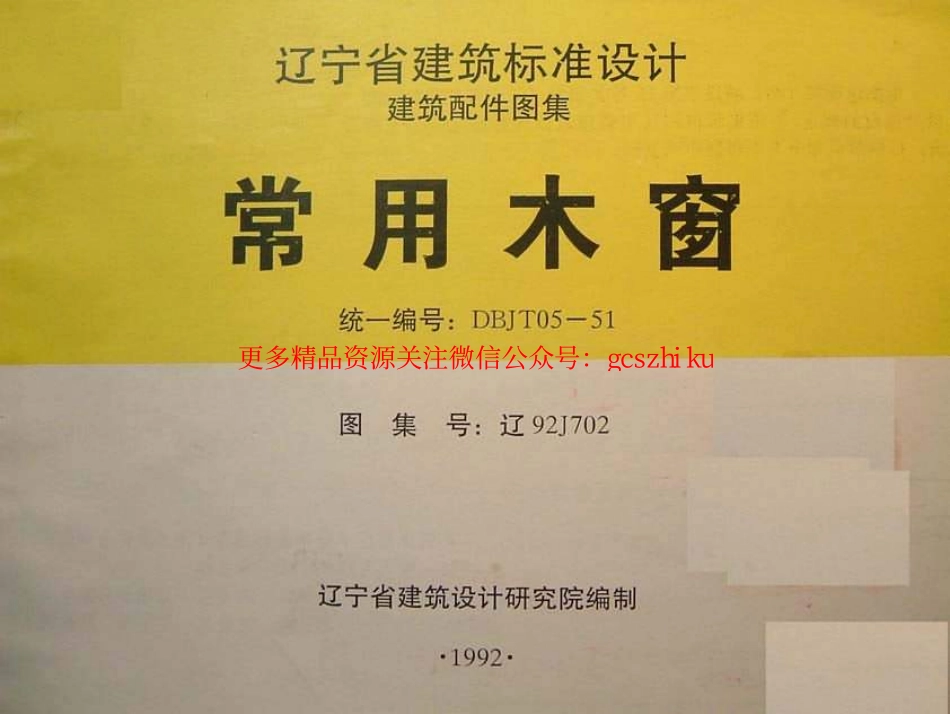 辽宁省建筑标准设计
建筑配件图集
常用木窗
统一编号：DBJT05－51
更多精品资源关注微信公众号：gcszhiku
图 集 号：辽92J702
辽宁省建筑设计研究院编制
·1992·